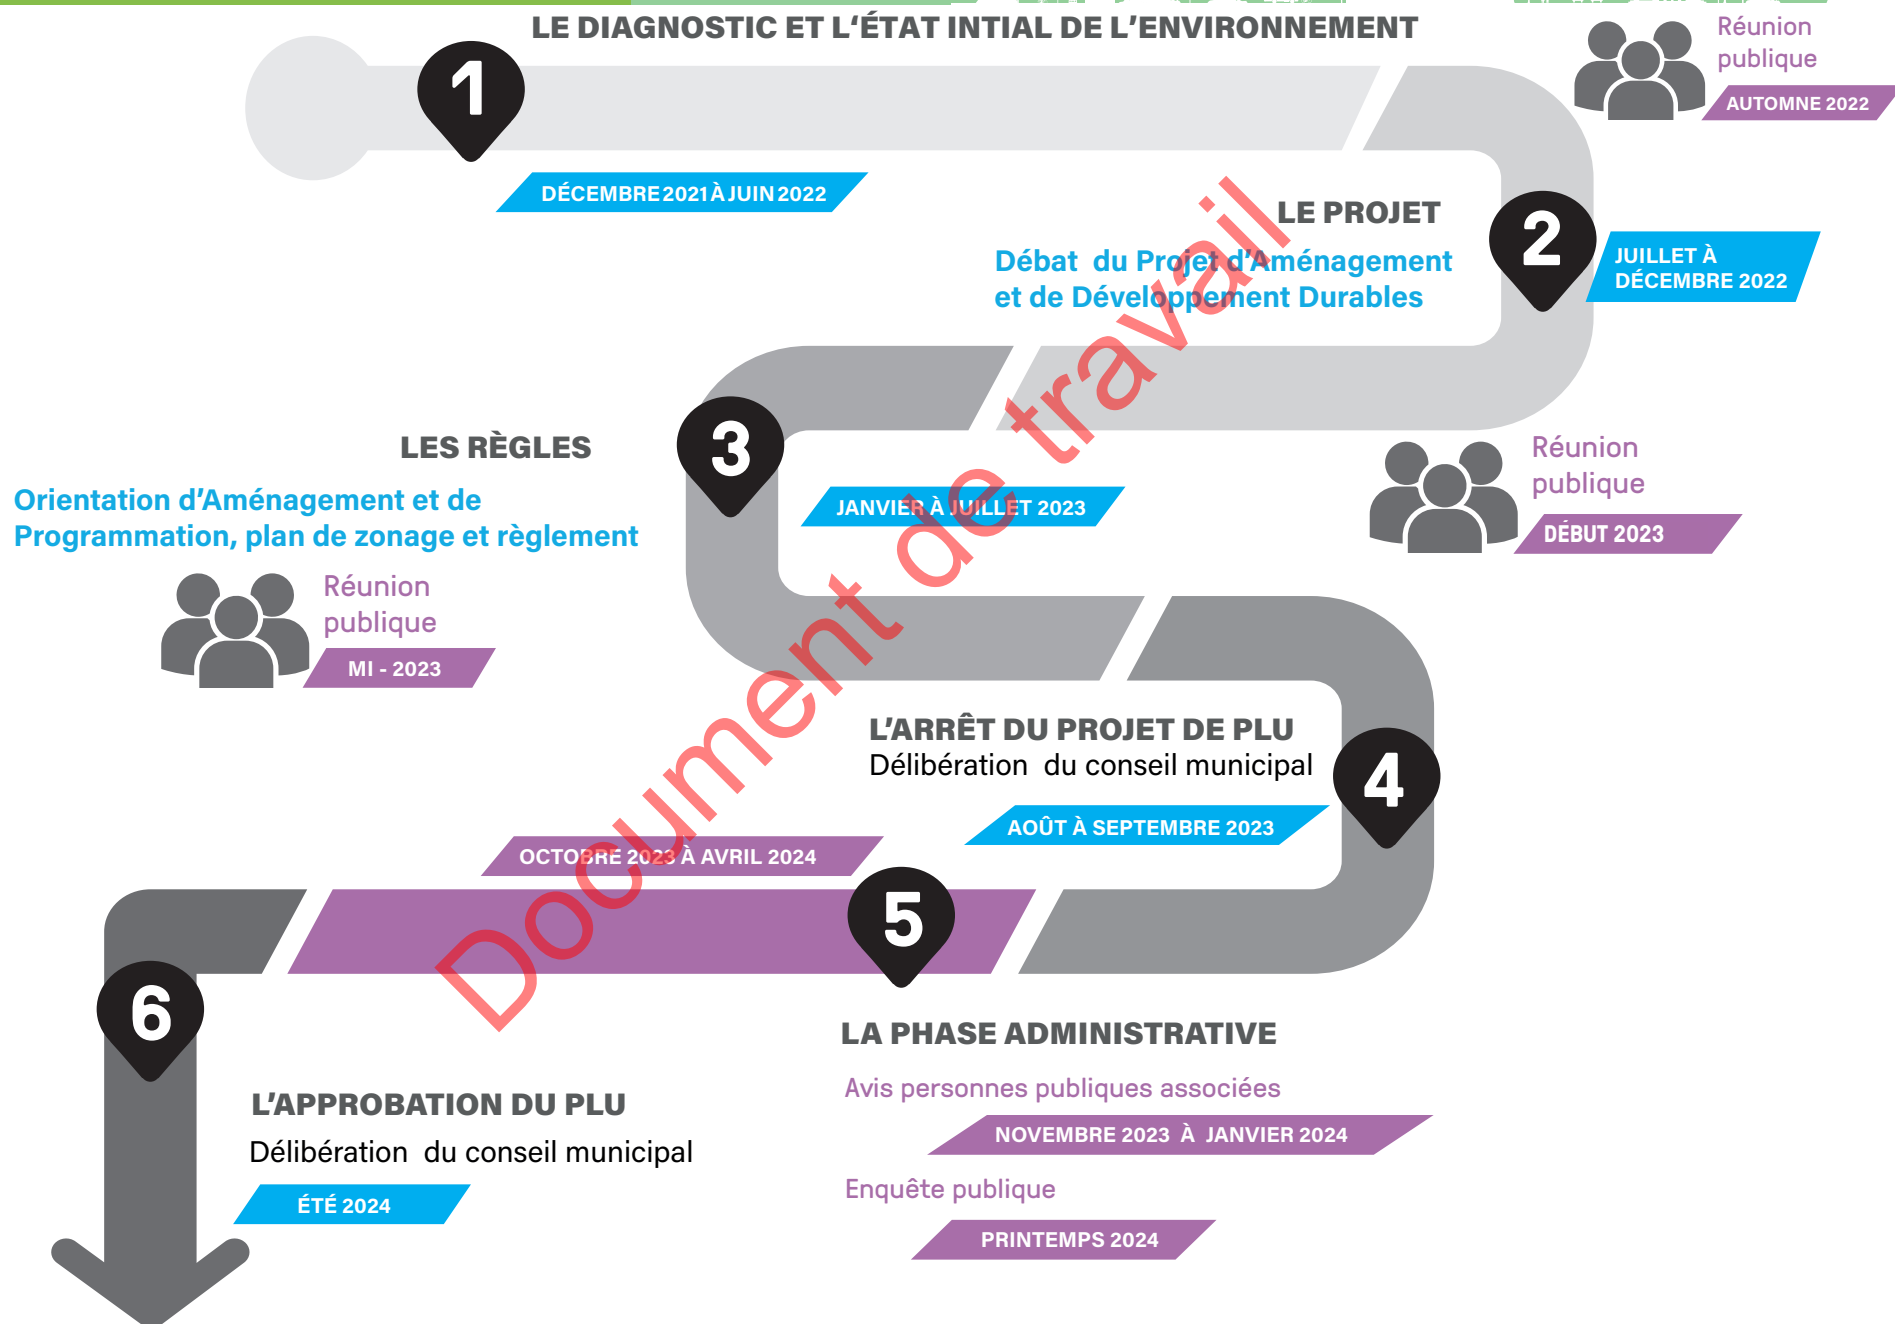 LE DIAGNOSTIC ET L'ÉTAT INTIAL DE L'ENVIRONNEMENT
Réunion
publique
AUTOMNE 2022
1
DÉCEMBRE 2021 À JUIN 2022
LE PROJET
Débat du Projet d'Aménagement
et de Développement Durables
2
JUILLET À
DÉCEMBRE 2022
3
LES RÈGLES
Orientation d'Aménagement et de
Programmation, plan de zonage et règlement
JANVIER À JUILLET 2023
Réunion
publique
DÉBUT 2023
Réunion
publique
MI - 2023
L'ARRÊT DU PROJET DE PLU
Délibération du conseil municipal
4
AOÛT À SEPTEMBRE 2023
OCTOBRE 2023 À AVRIL 2024
5
6
LA PHASE ADMINISTRATIVE
Avis personnes publiques associées
NOVEMBRE 2023 À JANVIER 2024
Enquête publique
PRINTEMPS 2024
L'APPROBATION DU PLU
Délibération du conseil municipal
ÉTÉ 2024
Document de travail